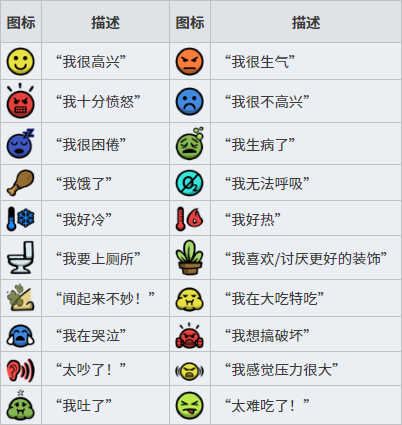 图标 描述 图标 描述
“我很高兴” “我很生气”
“我十分愤怒” “我很不高兴”
“我很困倦” “我生病了”
“我饿了” “我无法呼吸”
“我好冷” “我好热”
“我要上厕所” “我喜欢/讨厌更好的装饰”
“闻起来不妙！” “我在大吃特吃”
“我在哭泣” “我想搞破坏”
“太吵了！” “我感觉压力很大”
“我吐了” “太难吃了！”